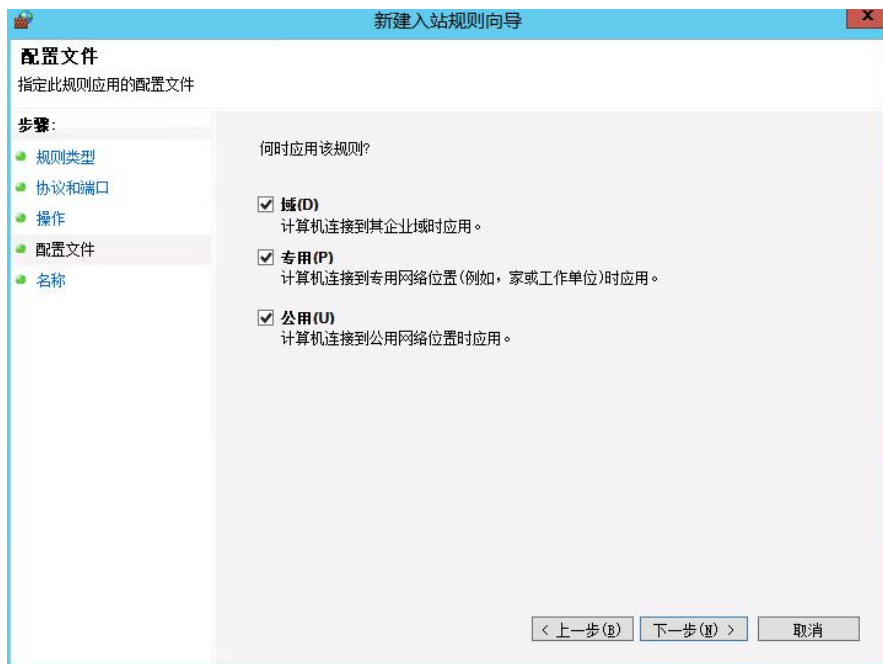 新建入站规则向导
x
配置文件
指定此规则应用的配置文件
步骤:
规则类型
协议和端口
操作
配置文件
名称
何时应用该规则?
域(D)
计算机连接到其企业域时应用。
专用(P)
计算机连接到专用网络位置(例如，家或工作单位)时应用。
公用(U)
计算机连接到公用网络位置时应用。
< 上一步(B)
下一步(N) >
取消